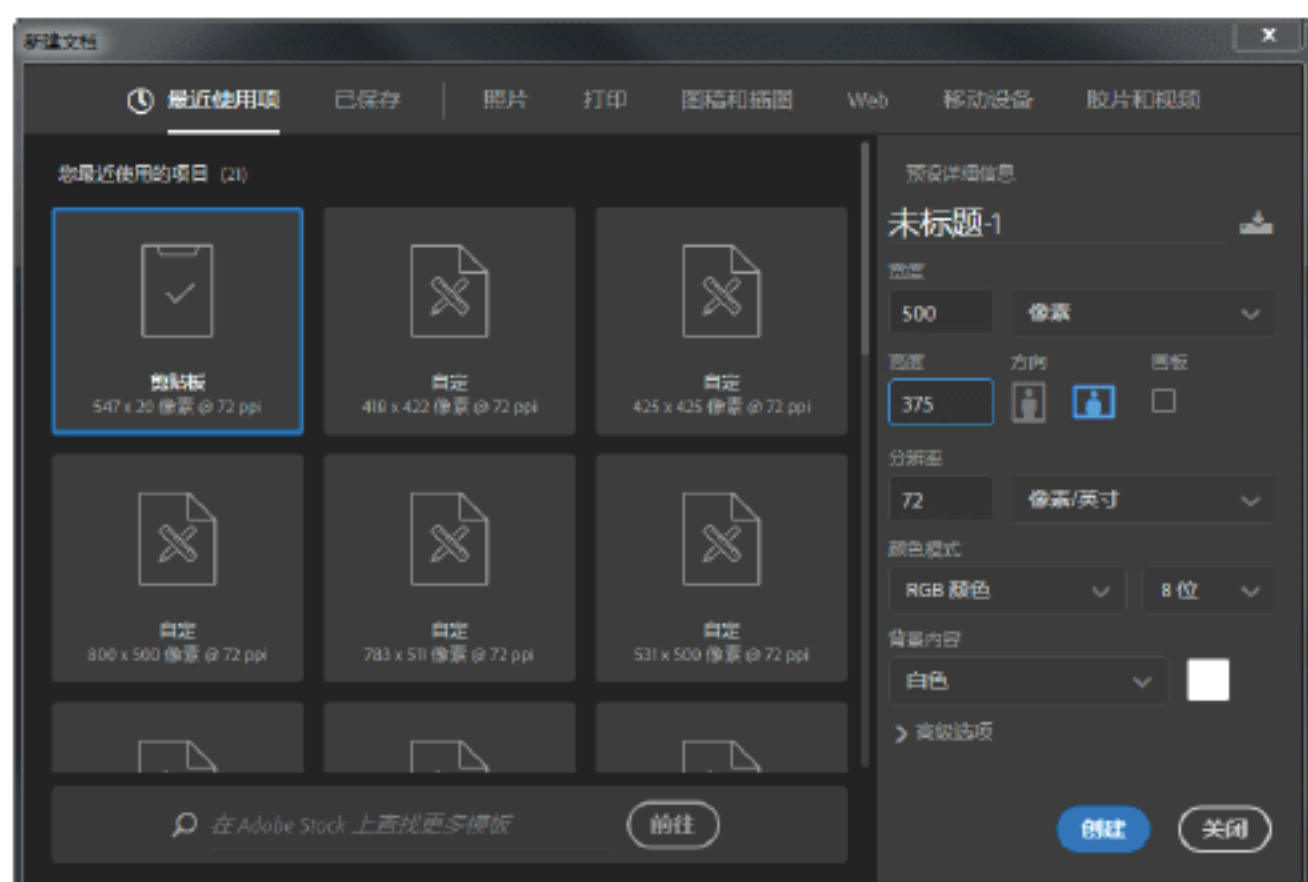 新建文档
最近使用项 已保存 照片 打印 图稿和插图 Web 移动设备 胶片和视频
您最近使用的项目 (21)
剪贴板
547 x 20 像素 @ 72 ppi
自定
418 x 422 像素 @ 72 ppi
自定
425 x 425 像素 @ 72 ppi
自定
800 x 500 像素 @ 72 ppi
自定
783 x 511 像素 @ 72 ppi
自定
531 x 500 像素 @ 72 ppi
在 Adobe Stock 上查找更多模板 前往
预设详细信息
未标题-1
宽度
500 像素
高度 方向 画板
375
分辨率
72 像素/英寸
颜色模式
RGB 颜色 8 位
背景内容
白色
高级选项
创建 关闭